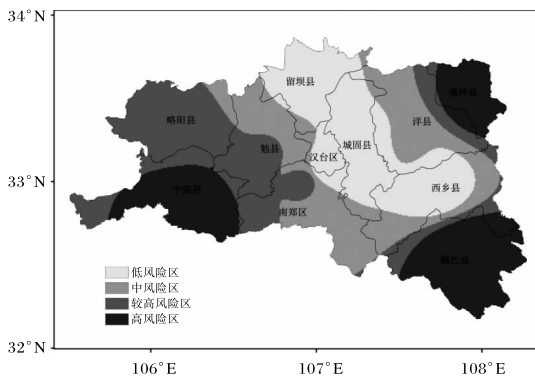 34°N
留坝县
佛坪县
略阳县
洋县
勉县
汉台区
城固县
33°N
宁强县
西乡县
南郑区
镇巴县
低风险区
中风险区
较高风险区
高风险区
32°N
106°E
107°E
108°E